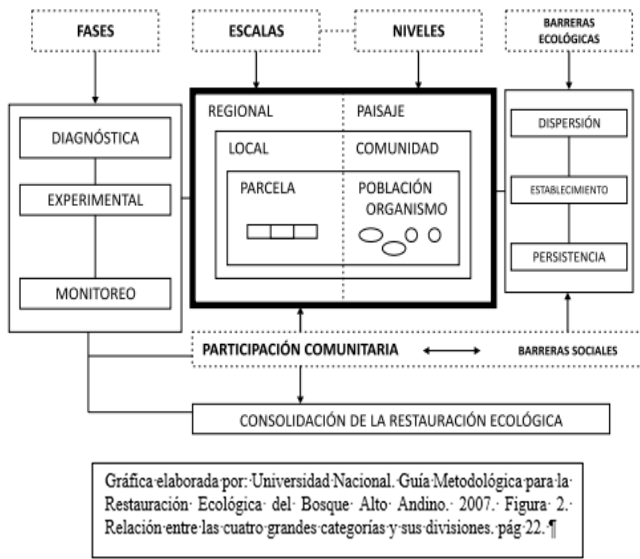 FASES
ESCALAS
NIVELES
BARRERAS
ECOLÓGICAS
DIAGNÓSTICA
EXPERIMENTAL
MONITOREO
REGIONAL
PAISAJE
LOCAL
COMUNIDAD
PARCELA
POBLACIÓN
ORGANISMO
DISPERSIÓN
ESTABLECIMIENTO
PERSISTENCIA
PARTICIPACIÓN COMUNITARIA
BARRERAS SOCIALES
CONSOLIDACIÓN DE LA RESTAURACIÓN ECOLÓGICA
Gráfica·elaborada·por:·Universidad·Nacional.·Guía·Metodológica·para·la·
Restauración· Ecológica· del· Bosque· Alto· Andino.· 2007.· Figura· 2.·
Relación·entre·las·cuatro·grandes·categorías·y·sus·divisiones.·pág·22.·¶